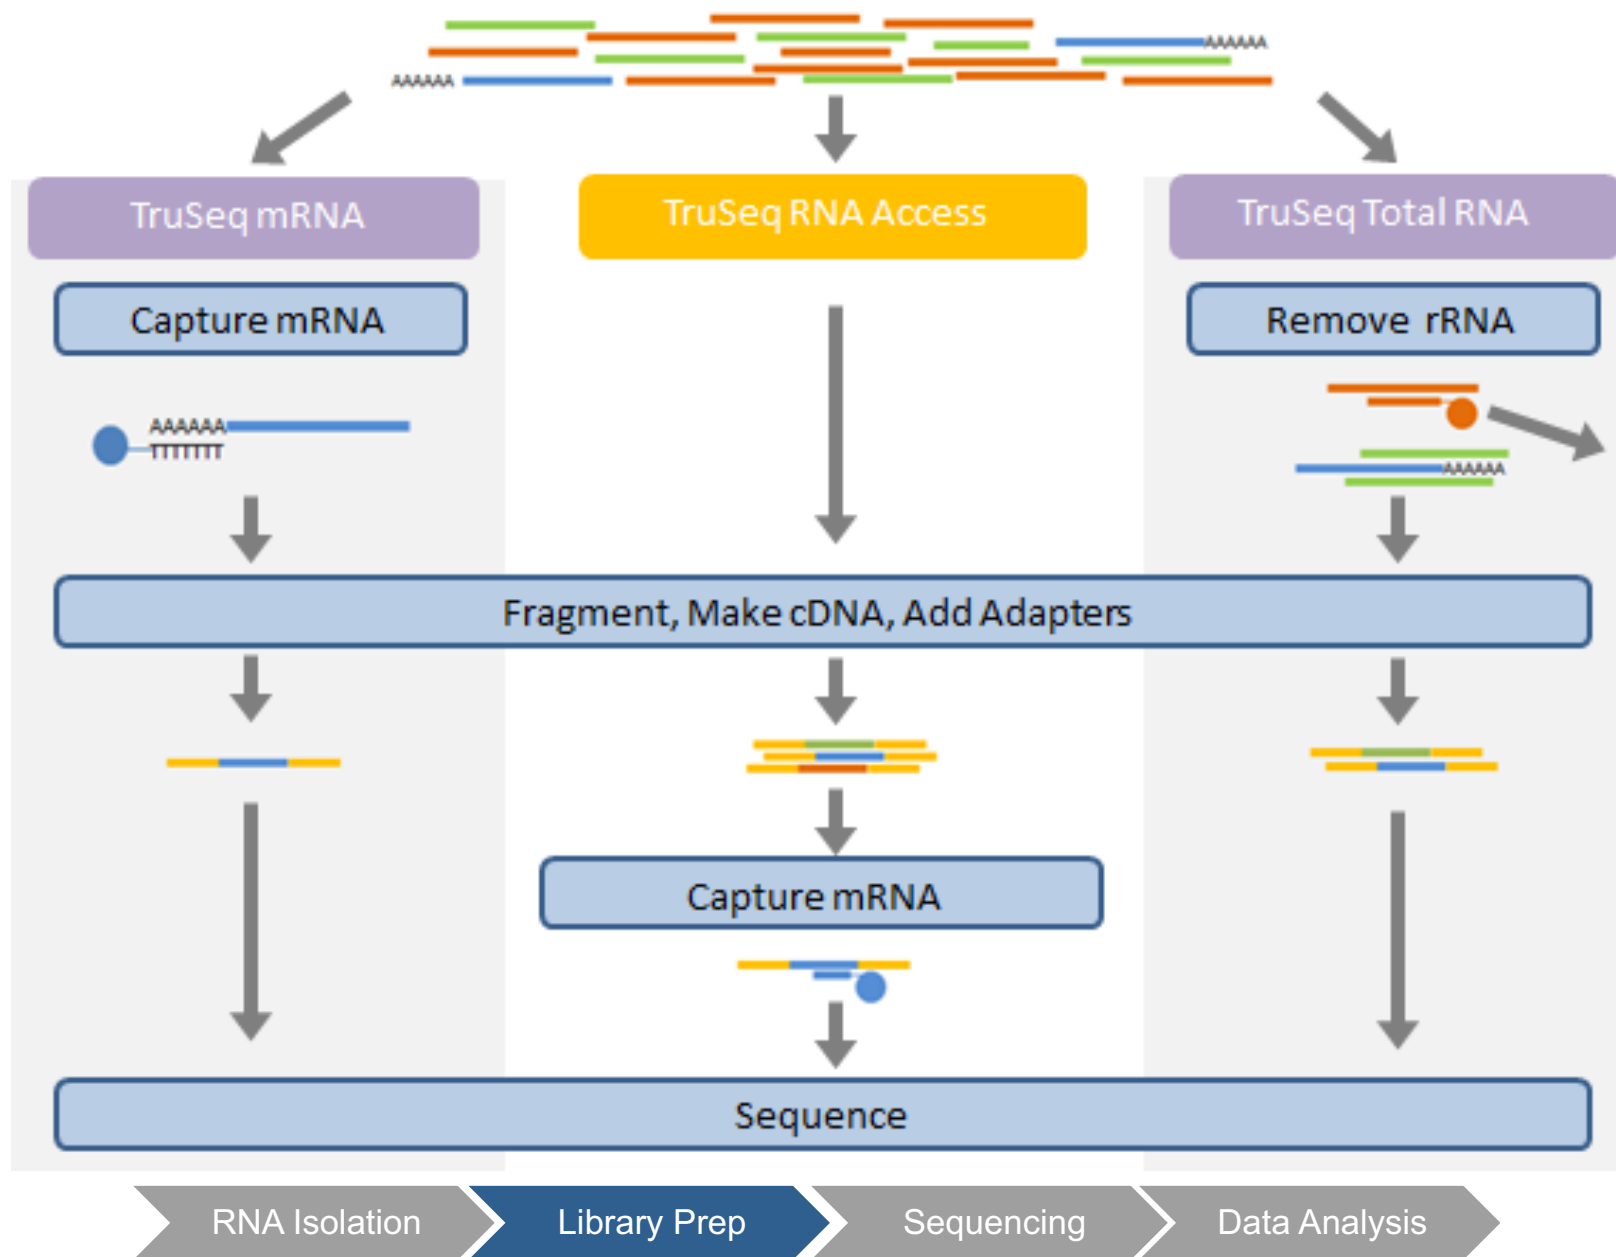 AAAAAA
AAAAAA
TruSeq mRNA
TruSeq RNA Access
TruSeq Total RNA
Capture mRNA
Remove rRNA
AAAAAA
TTTTTTT
AAAAAA
Fragment, Make cDNA, Add Adapters
Capture mRNA
Sequence
RNA Isolation
Library Prep
Sequencing
Data Analysis